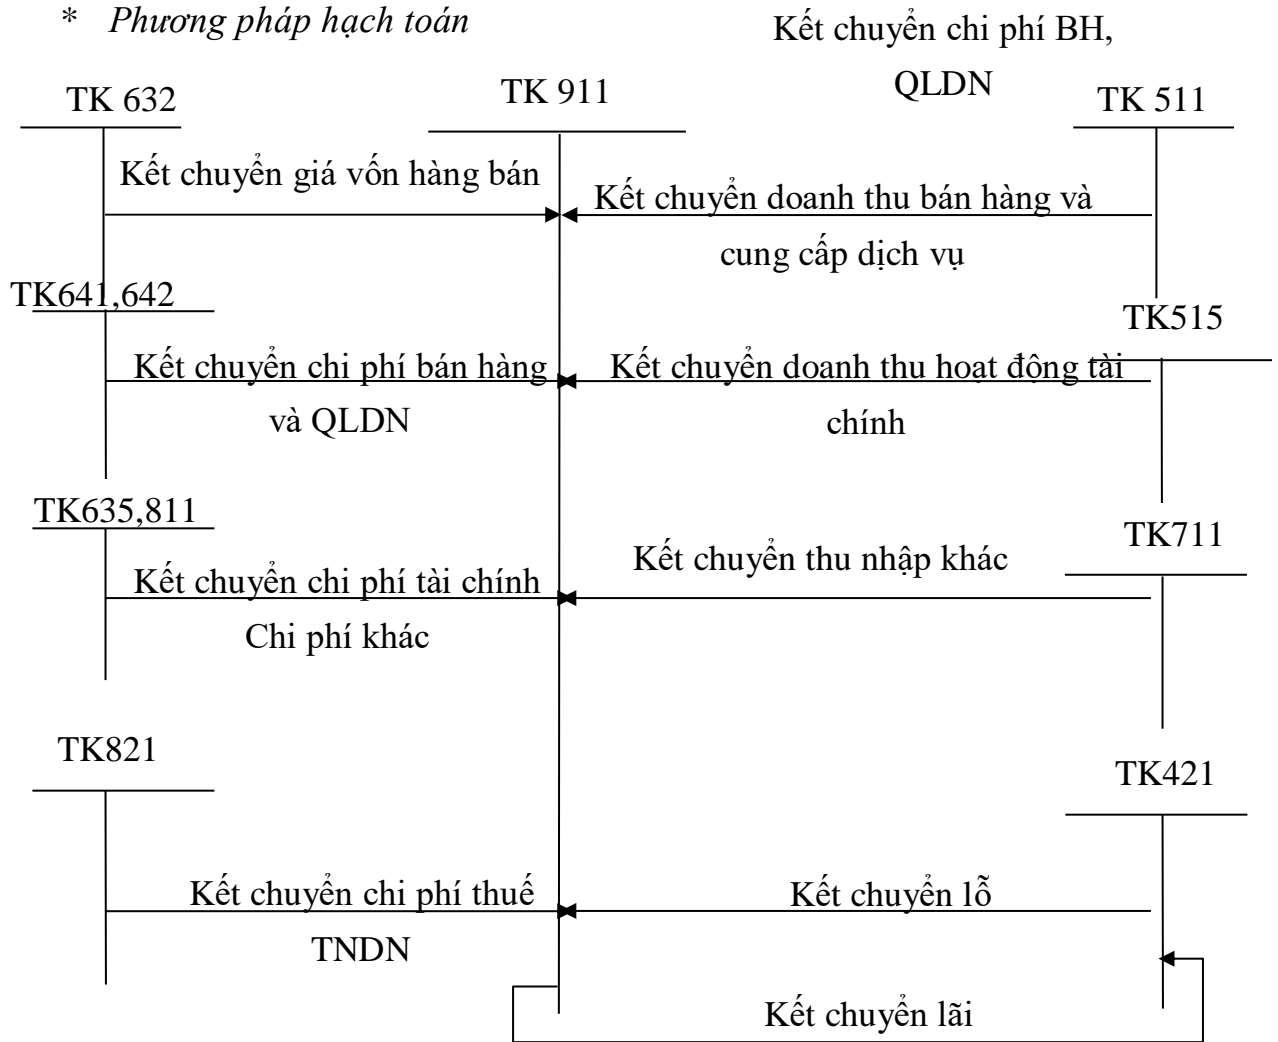 * Phương pháp hạch toán
Kết chuyển chi phí BH,
QLDN
TK 632
TK 911
TK 511
Kết chuyển giá vốn hàng bán
Kết chuyển doanh thu bán hàng và
cung cấp dịch vụ
TK641,642
TK515
Kết chuyển chi phí bán hàng
và QLDN
Kết chuyển doanh thu hoạt động tài
chính
TK635,811
TK711
Kết chuyển chi phí tài chính
Chi phí khác
Kết chuyển thu nhập khác
TK821
TK421
Kết chuyển chi phí thuế
TNDN
Kết chuyển lỗ
Kết chuyển lãi